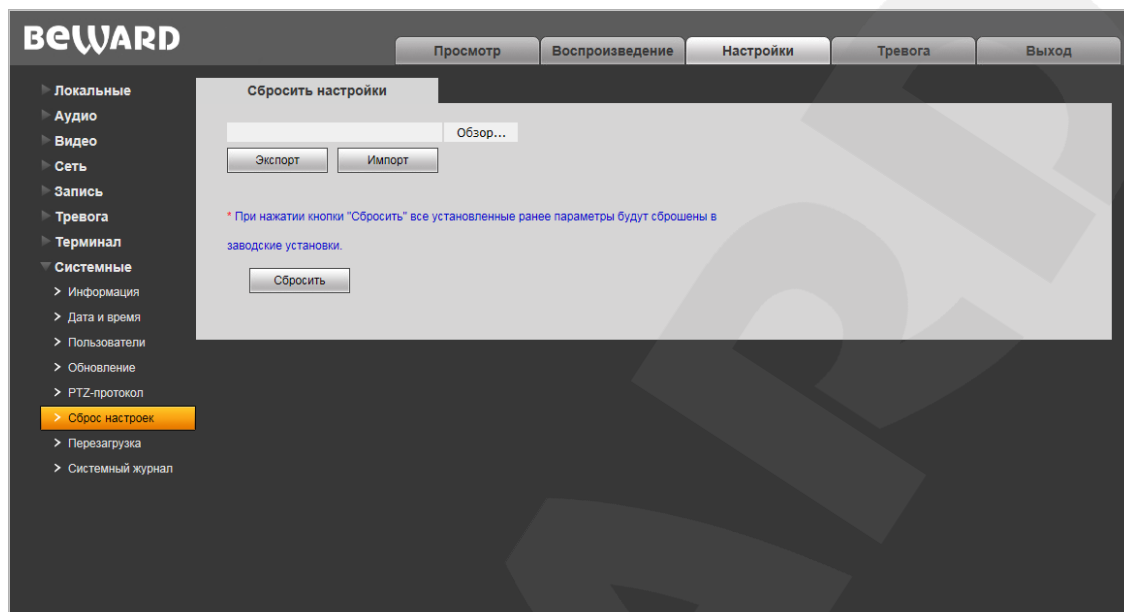 BEWARD
Просмотр Воспроизведение Настройки Тревога Выход
Локальные
Аудио
Видео
Сеть
Запись
Тревога
Терминал
Системные
> Информация
> Дата и время
> Пользователи
> Обновление
> PTZ-протокол
> Сброс настроек
> Перезагрузка
> Системный журнал
Сбросить настройки
Обзор...
Экспорт Импорт
* При нажатии кнопки "Сбросить" все установленные ранее параметры будут сброшены в
заводские установки.
Сбросить